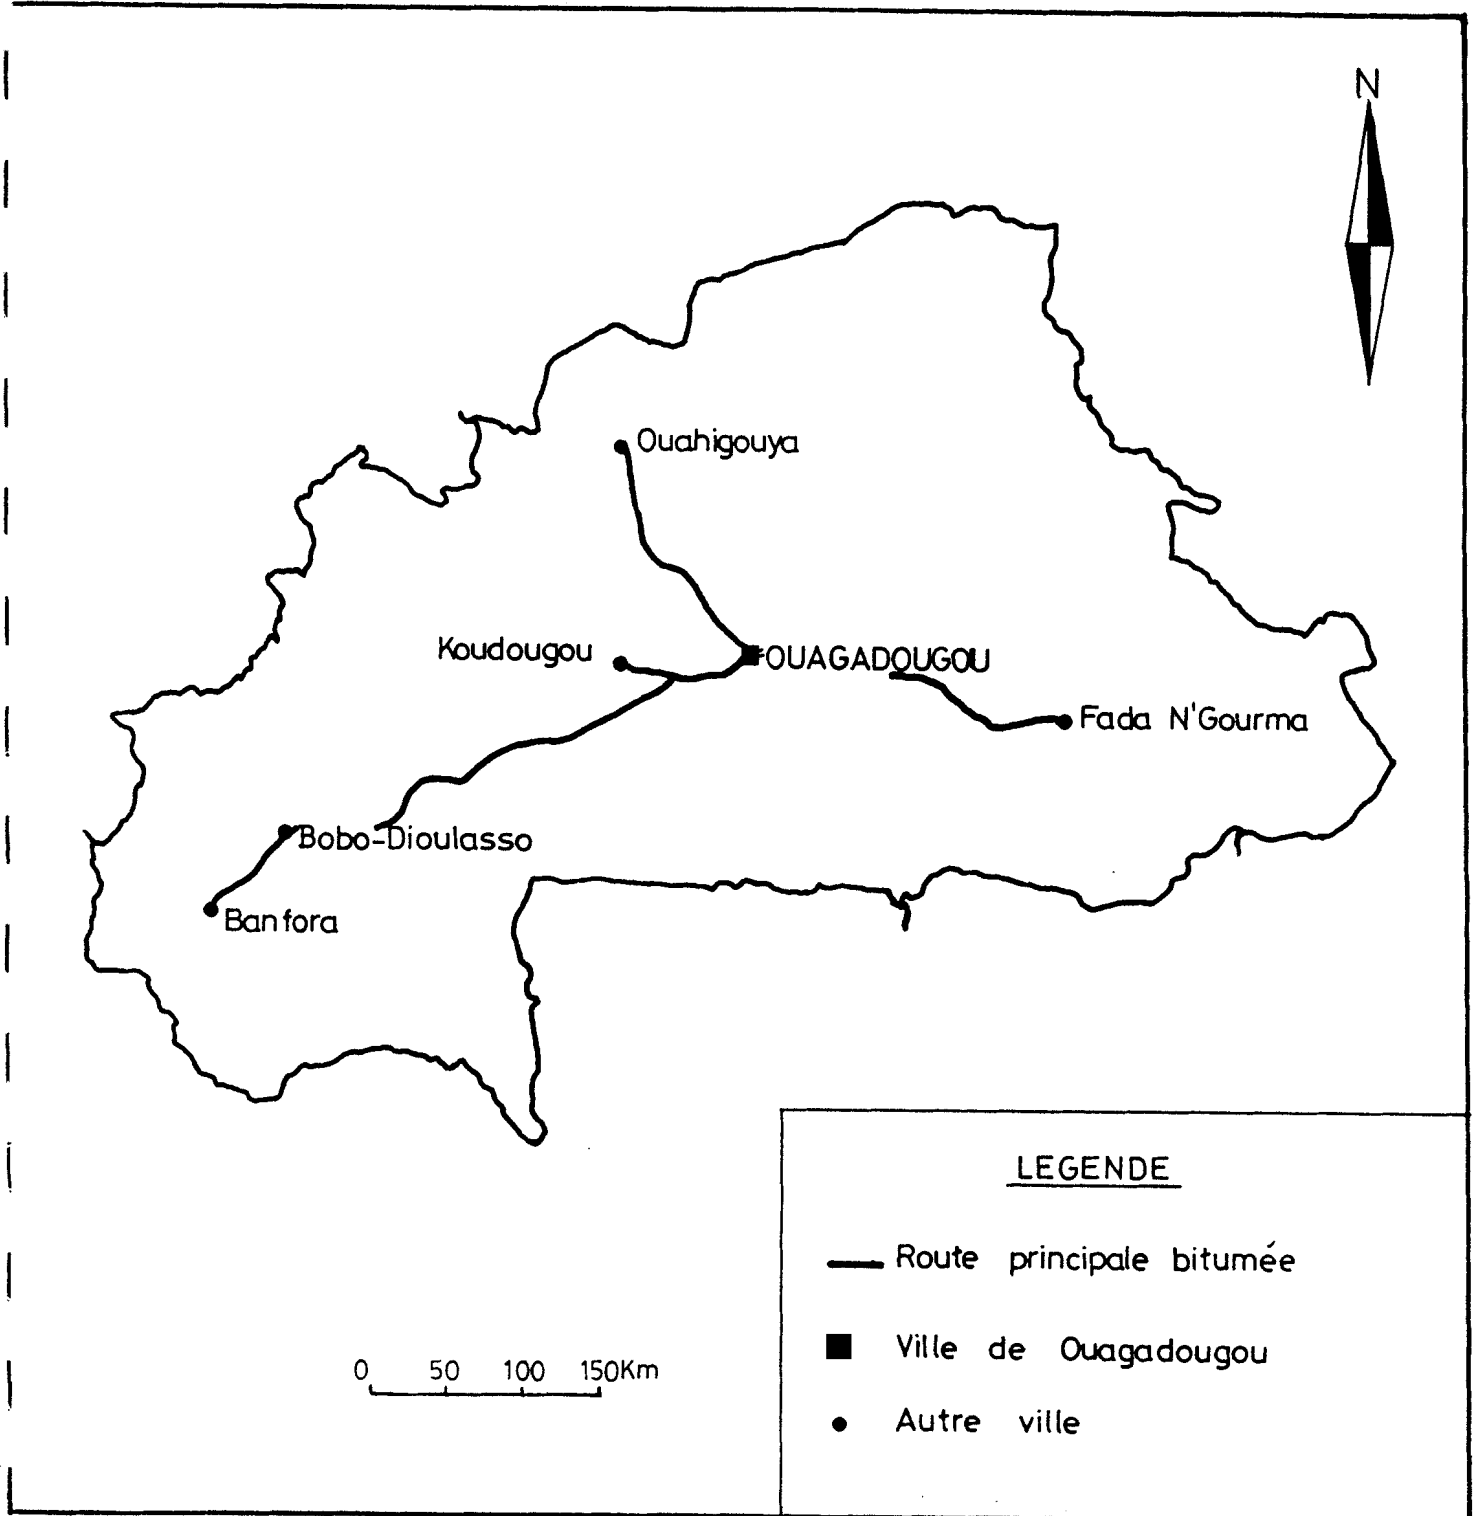 N
Ouahigouya
Koudougou
OUAGADOUGOU
Fada N'Gourma
Bobo-Dioulasso
Banfora
LEGENDE
Route principale bitumée
Ville de Ouagadougou
Autre ville
0 50 100 150Km